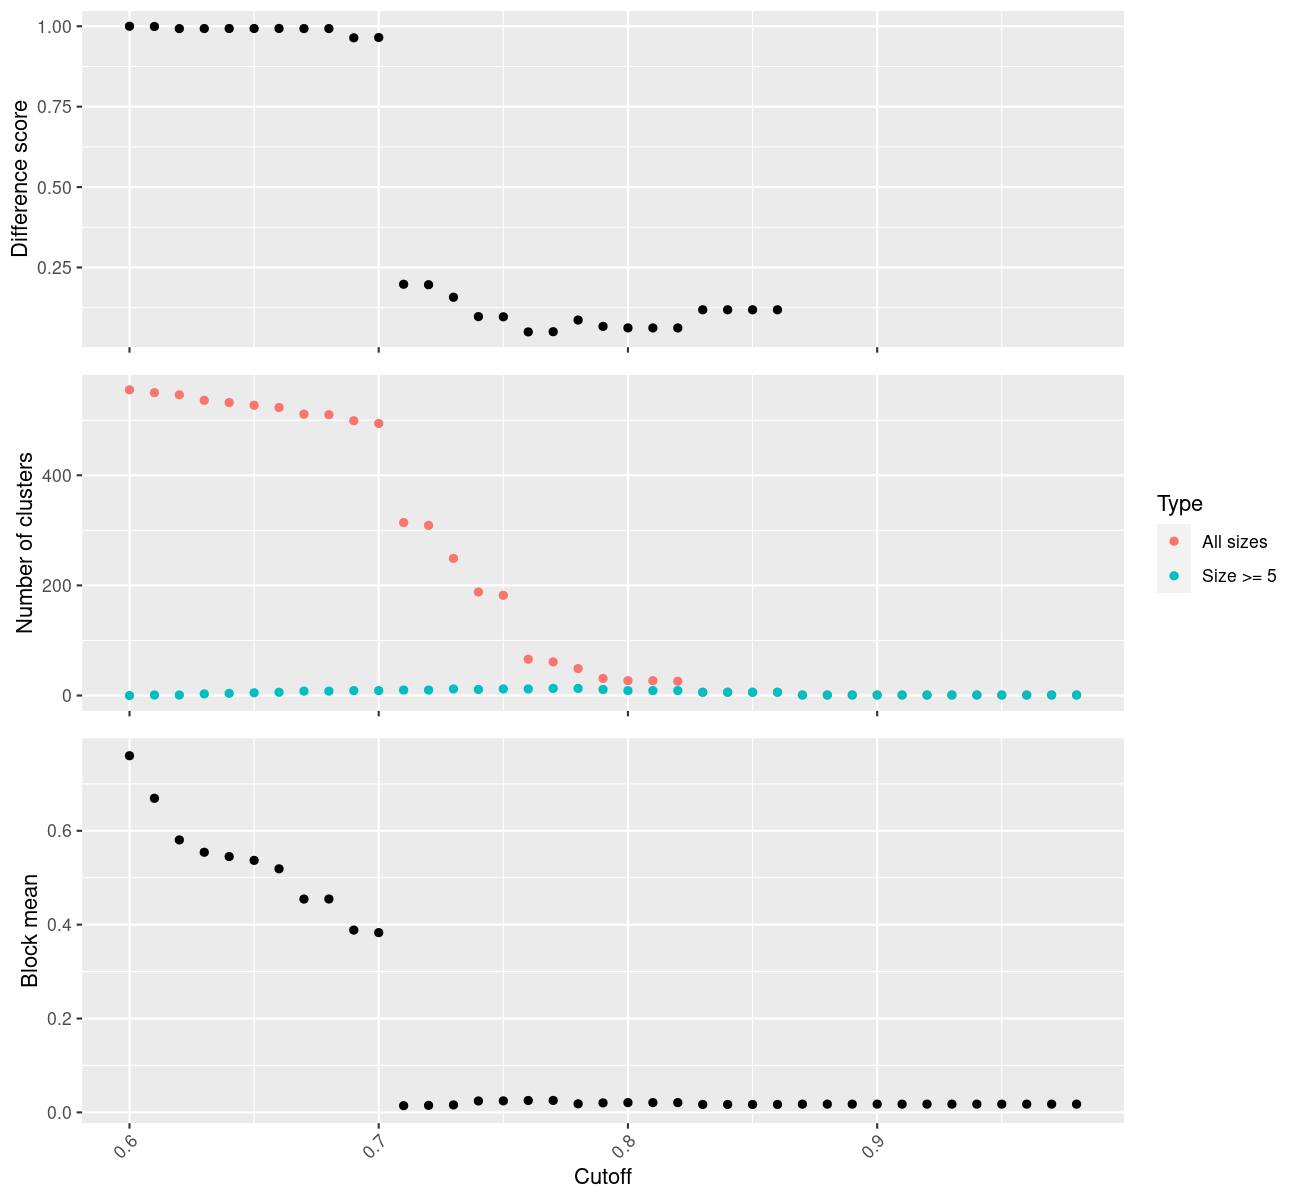 1.00
0.75
0.50
0.25
Difference score
400
200
0
Number of clusters
Type
All sizes
Size >= 5
0.6
0.4
0.2
0.0
Block mean
0.6
0.7
0.8
0.9
Cutoff